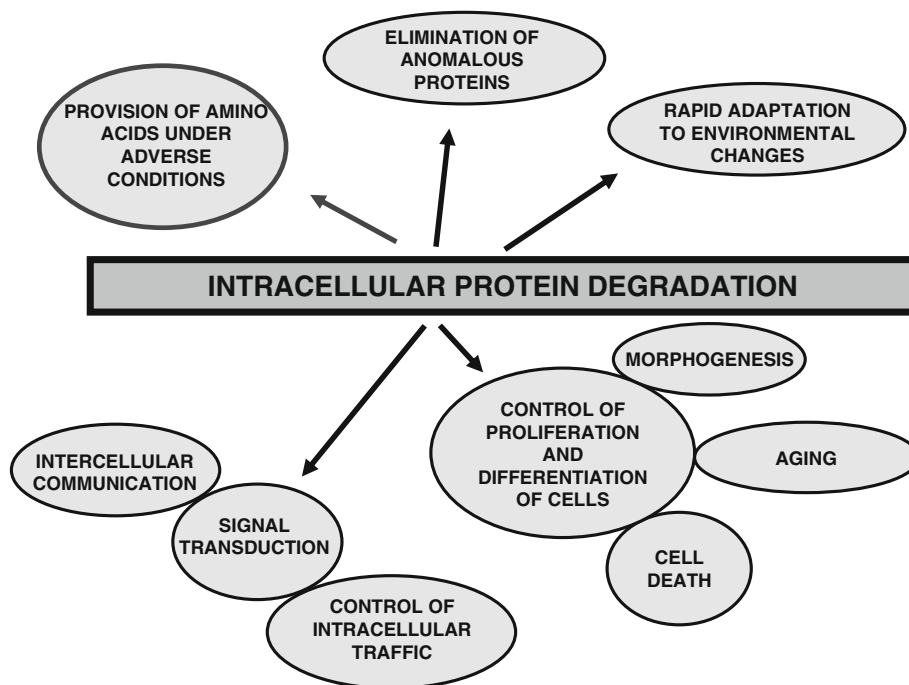 ELIMINATION OF
ANOMALOUS
PROTEINS
PROVISION OF AMINO
ACIDS UNDER
ADVERSE
CONDITIONS
RAPID ADAPTATION
TO ENVIRONMENTAL
CHANGES
INTRACELLULAR PROTEIN DEGRADATION
MORPHOGENESIS
CONTROL OF
PROLIFERATION
AND
DIFFERENTIATION
OF CELLS
AGING
INTERCELLULAR
COMMUNICATION
SIGNAL
TRANSDUCTION
CELL
DEATH
CONTROL OF
INTRACELLULAR
TRAFFIC